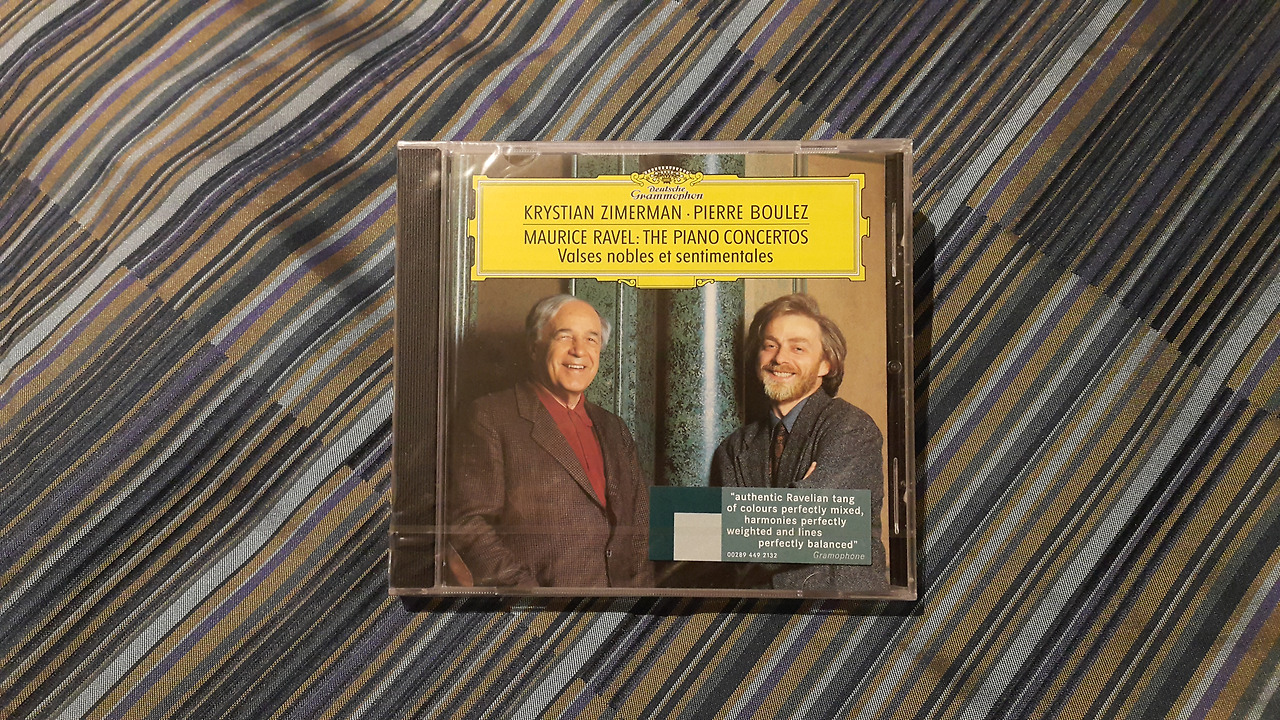 Deutsche
Grammophon
KRYSTIAN ZIMERMAN · PIERRE BOULEZ
MAURICE RAVEL: THE PIANO CONCERTOS
Valses nobles et sentimentales
"authentic Ravelian tang
of colours perfectly mixed,
harmonies perfectly
weighted and lines
perfectly balanced"
00289 449 2132 Gramophone